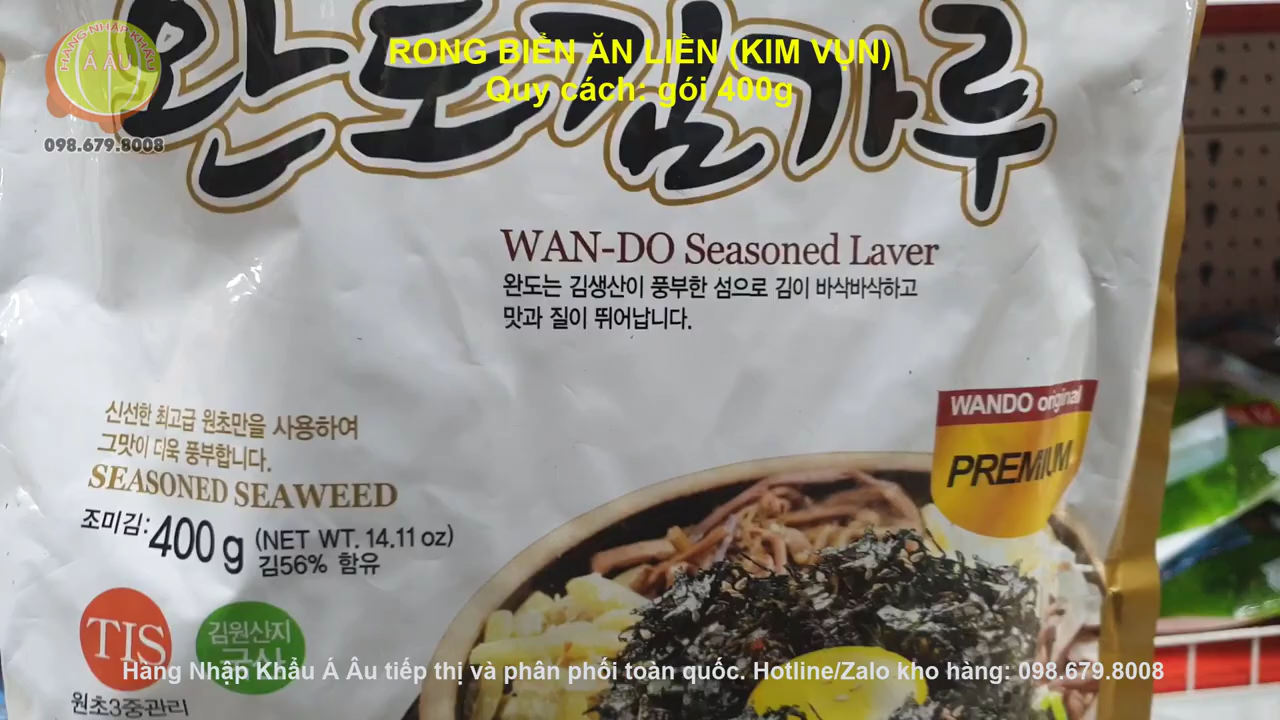 HÀNG NHẬP KHẨU
Á ÂU
098.679.8008
RONG BIỂN ĂN LIỀN (KIM VỤN)
Quy cách: gói 400g
완도김가루
WAN-DO Seasoned Laver
완도는 김생산이 풍부한 섬으로 김이 바삭바삭하고
맛과 질이 뛰어납니다.
신선한 최고급 원초만을 사용하여
그맛이 더욱 풍부합니다.
SEASONED SEAWEED
조미김: 400g (NET WT. 14.11 oz)
김56% 함유
WANDO original
PREMIUM
TIS
김원산지
原초3중관리
Hàng Nhập Khẩu Á Âu tiếp thị và phân phối toàn quốc. Hotline/Zalo kho hàng: 098.679.8008